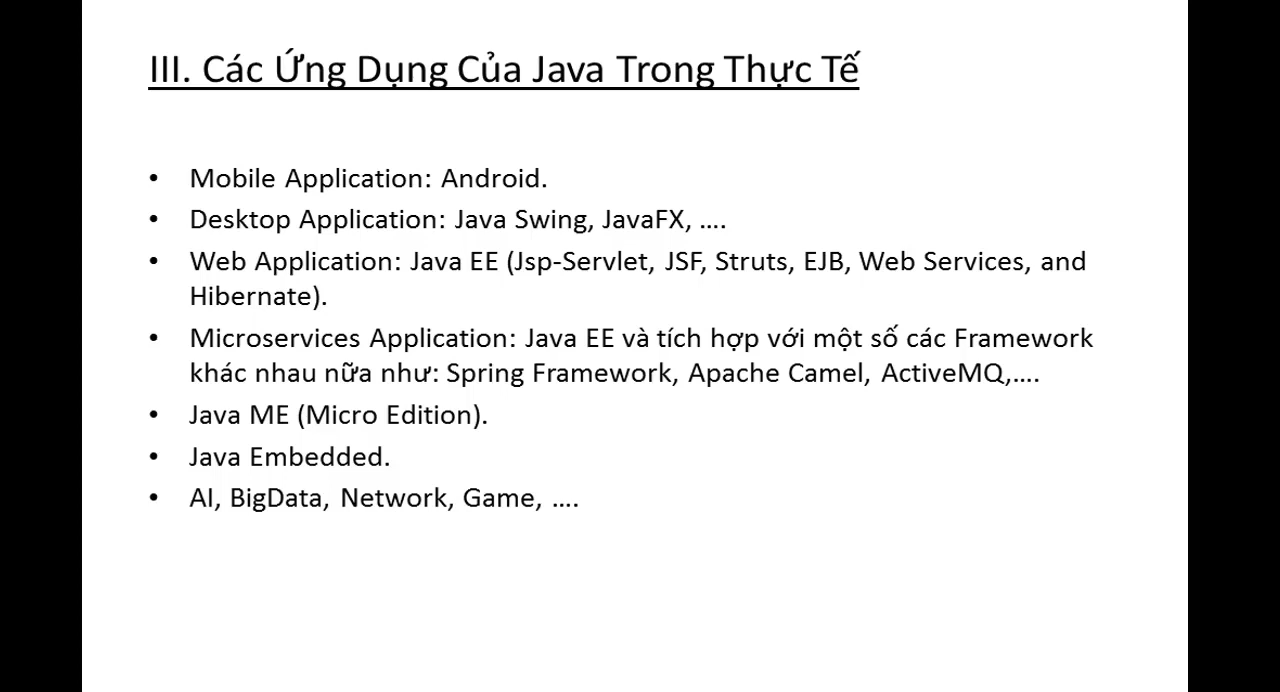 III. Các Ứng Dụng Của Java Trong Thực Tế
• Mobile Application: Android.
• Desktop Application: Java Swing, JavaFX, ….
• Web Application: Java EE (Jsp-Servlet, JSF, Struts, EJB, Web Services, and
Hibernate).
• Microservices Application: Java EE và tích hợp với một số các Framework
khác nhau nữa như: Spring Framework, Apache Camel, ActiveMQ,….
• Java ME (Micro Edition).
• Java Embedded.
• AI, BigData, Network, Game, ….